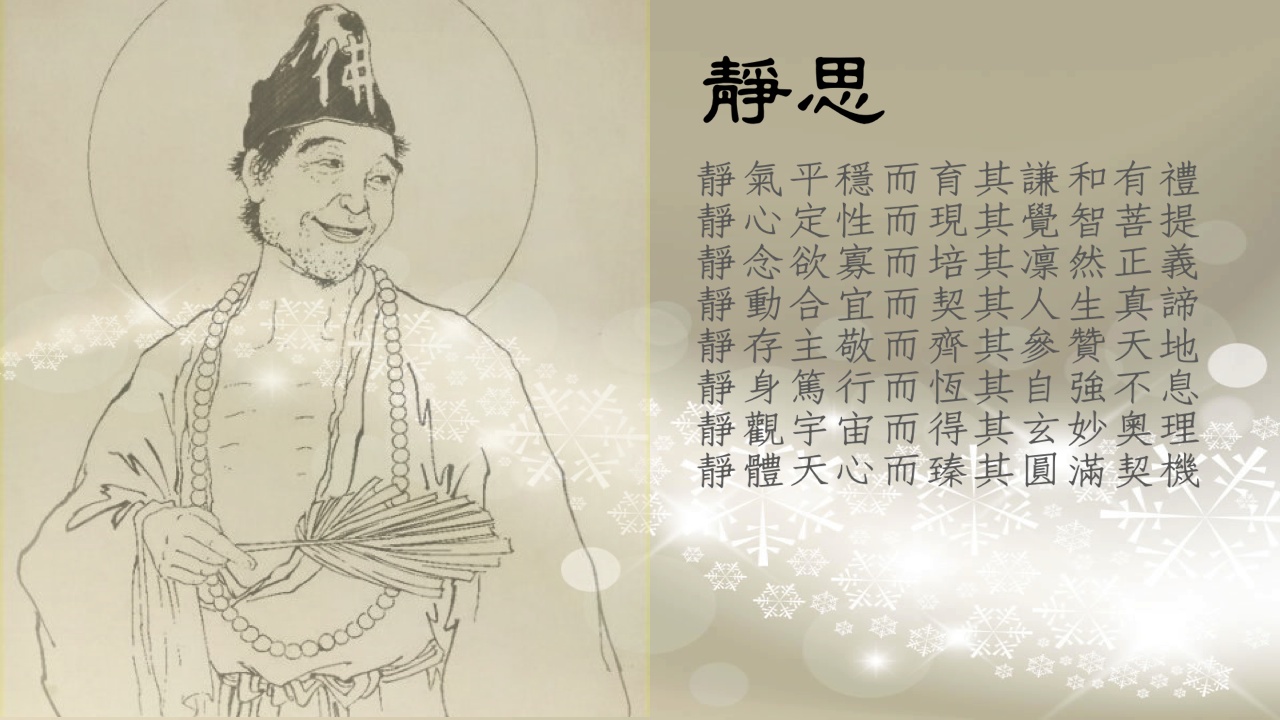 佛
靜思
靜氣平穩而育其謙和有禮
靜心定性而現其覺智菩提
靜念欲寡而培其凜然正義
靜動合宜而契其人生真諦
靜存主敬而齊其參贊天地
靜身篤行而恆其自強不息
靜觀宇宙而得其玄妙奧理
靜體天心而臻其圓滿契機